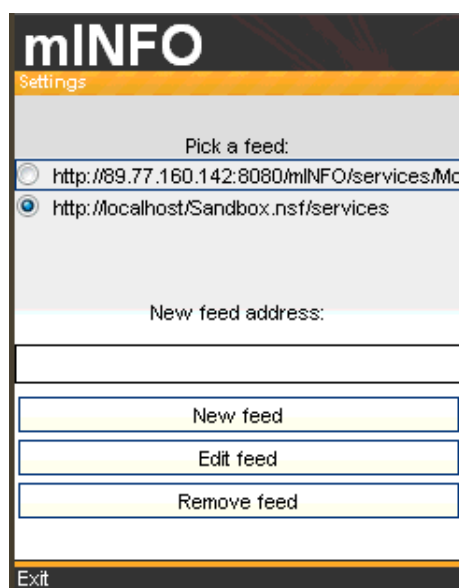 mINFO
Settings
Pick a feed:
http://89.77.160.142:8080/mINFO/services/Mo
http://localhost/Sandbox.nsf/services
New feed address:
New feed
Edit feed
Remove feed
Exit